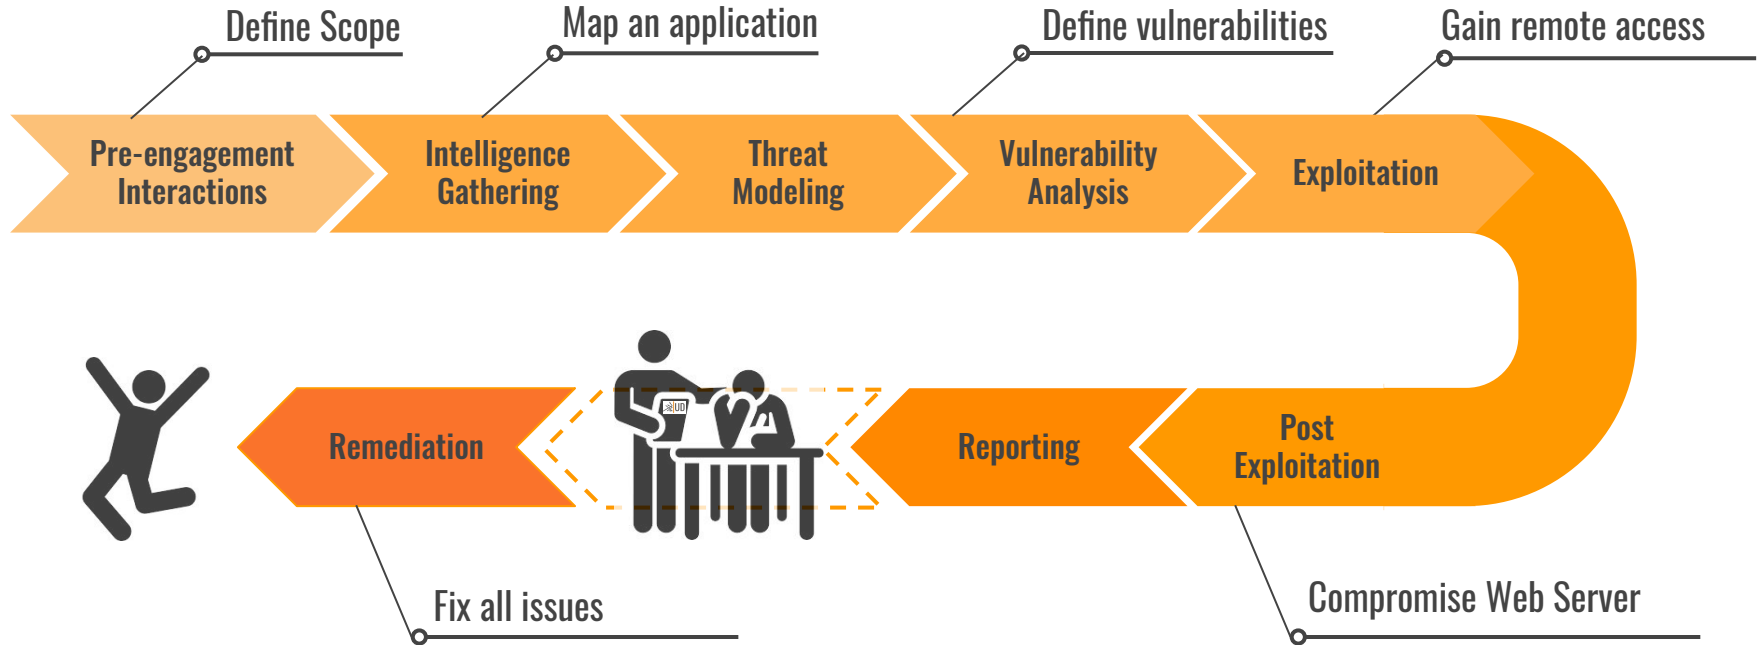 Define Scope
Map an application
Define vulnerabilities
Gain remote access
Pre-engagement
Interactions
Intelligence
Gathering
Threat
Modeling
Vulnerability
Analysis
Exploitation
Post
Exploitation
Reporting
UD
Remediation
Fix all issues
Compromise Web Server